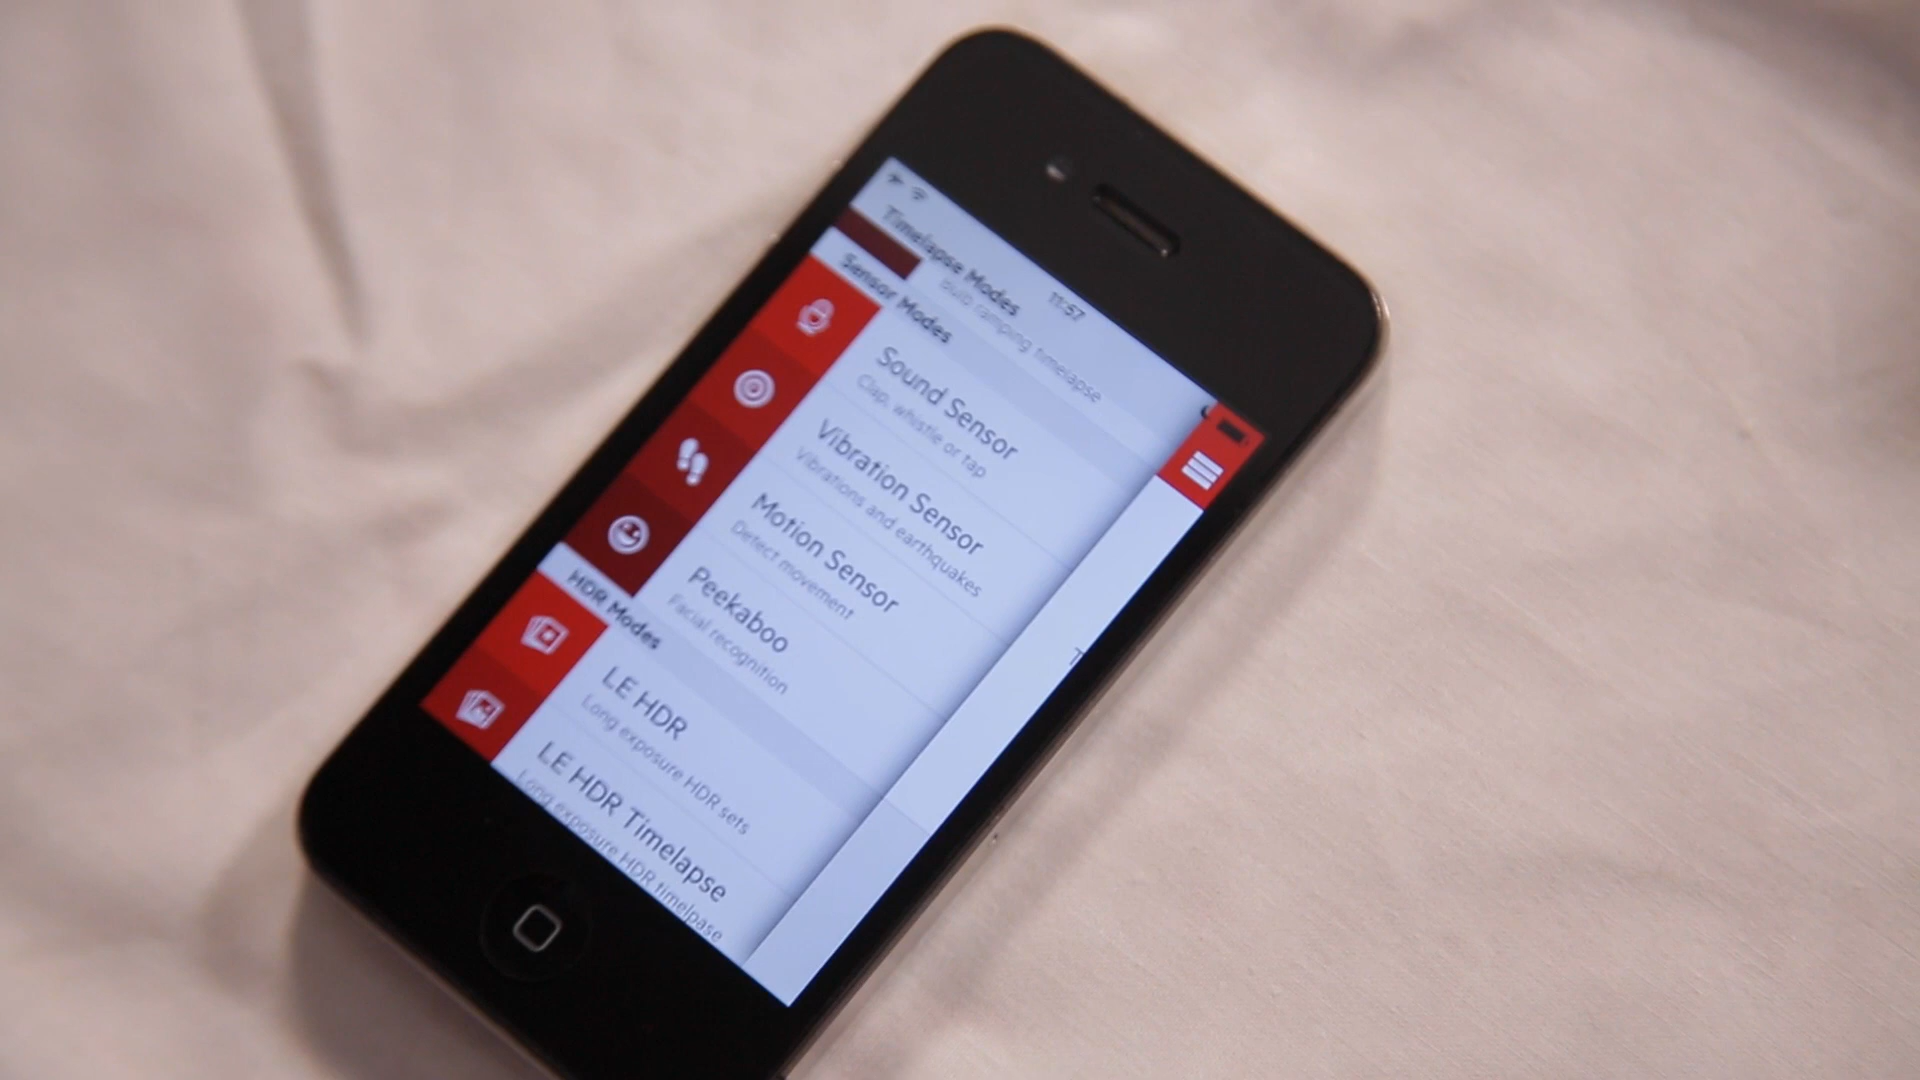 11:57
Timelapse Modes
Bulb ramping timelapse
Sensor Modes
Sound Sensor
Clap, whistle or tap
Vibration Sensor
Vibrations and earthquakes
Motion Sensor
Detect movement
Peekaboo
Facial recognition
HDR Modes
LE HDR
Long exposure HDR sets
LE HDR Timelapse
Long exposure HDR timelpase
T